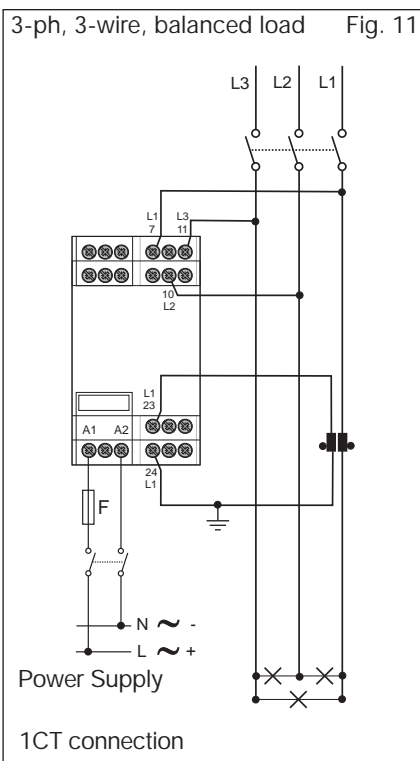 3-ph, 3-wire, balanced load Fig. 11
L3 L2 L1
L1 L3
7 11
10
L2
L1
23
A1 A2
24
L1
F
N ~ -
L ~ +
Power Supply
1CT connection